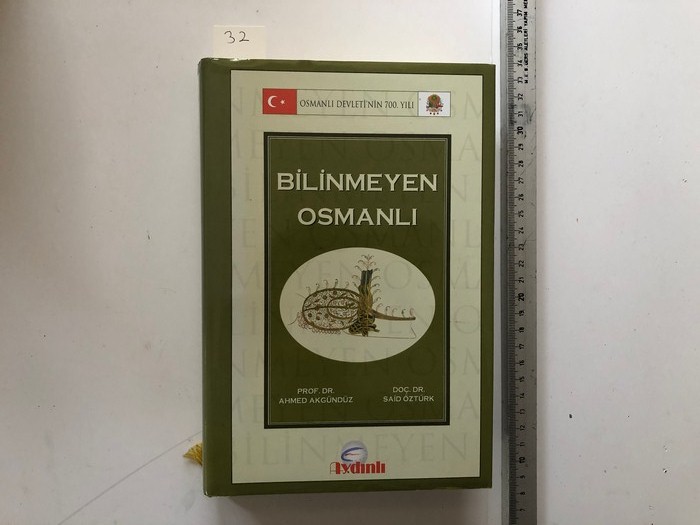 32
OSMANLI DEVLETİ'NİN 700. YILI
BİLİNMEYEN
OSMANLI
PROF. DR.
AHMED AKGÜNDÜZ
DOÇ. DR.
SAİD ÖZTÜRK
Aydınlı